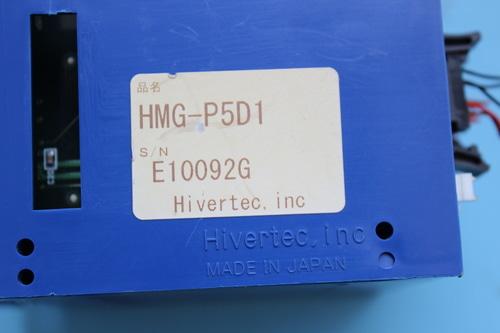 品名
HMG-P5D1
S/N
E10092G
Hivertec, inc
Hivertec, inc
MADE IN JAPAN